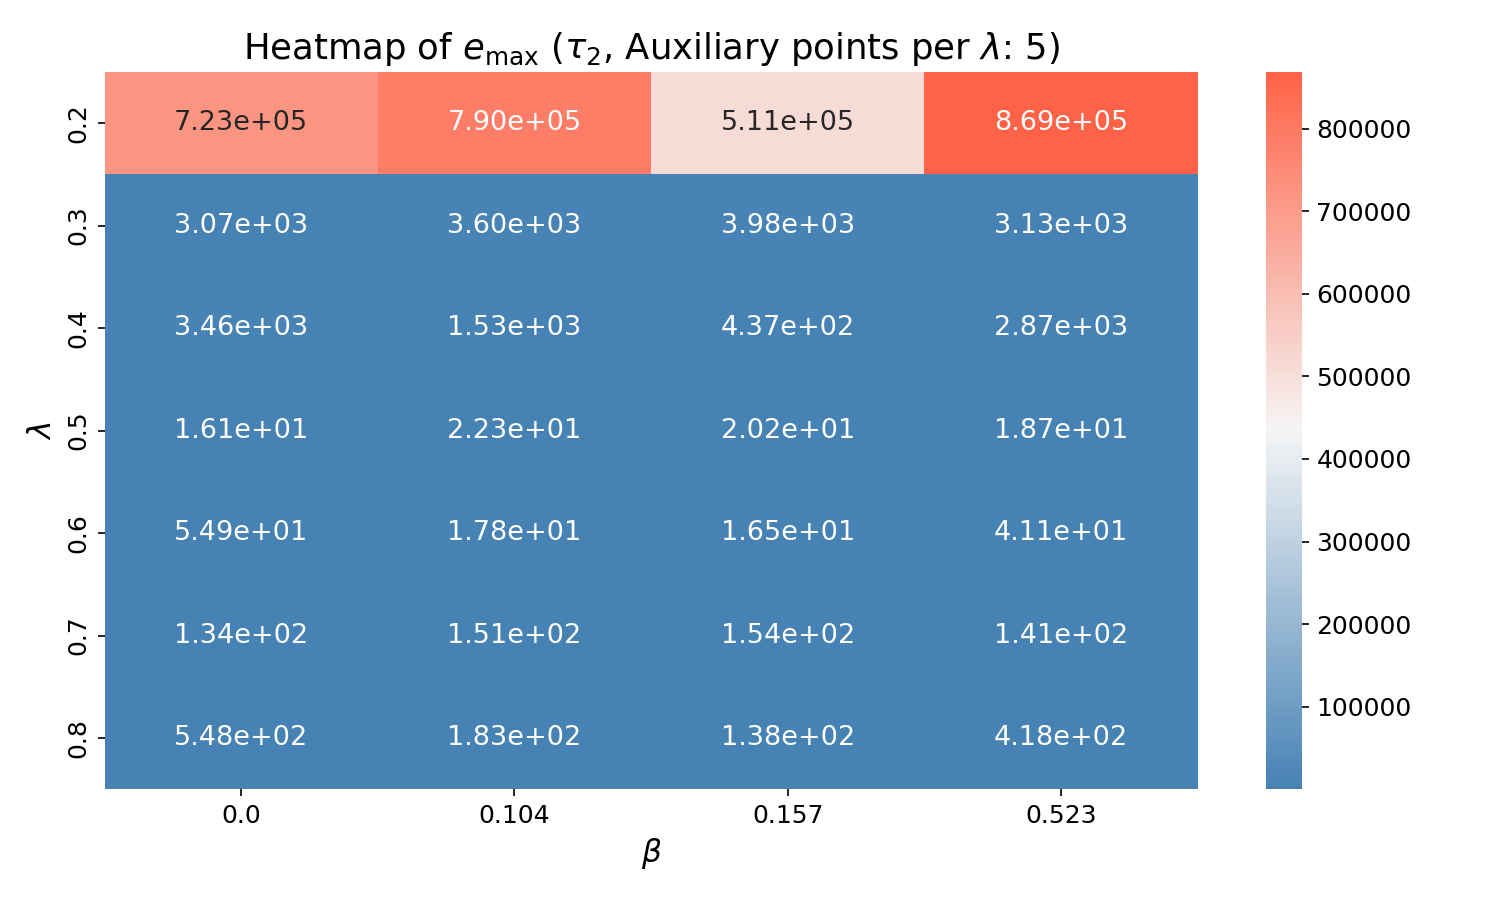 Heatmap of e_max (τ₂, Auxiliary points per λ: 5)
0.2 7.23e+05 7.90e+05 5.11e+05 8.69e+05
0.3 3.07e+03 3.60e+03 3.98e+03 3.13e+03
0.4 3.46e+03 1.53e+03 4.37e+02 2.87e+03
0.5 1.61e+01 2.23e+01 2.02e+01 1.87e+01
0.6 5.49e+01 1.78e+01 1.65e+01 4.11e+01
0.7 1.34e+02 1.51e+02 1.54e+02 1.41e+02
0.8 5.48e+02 1.83e+02 1.38e+02 4.18e+02
λ
0.0 0.104 0.157 0.523
β
800000
700000
600000
500000
400000
300000
200000
100000